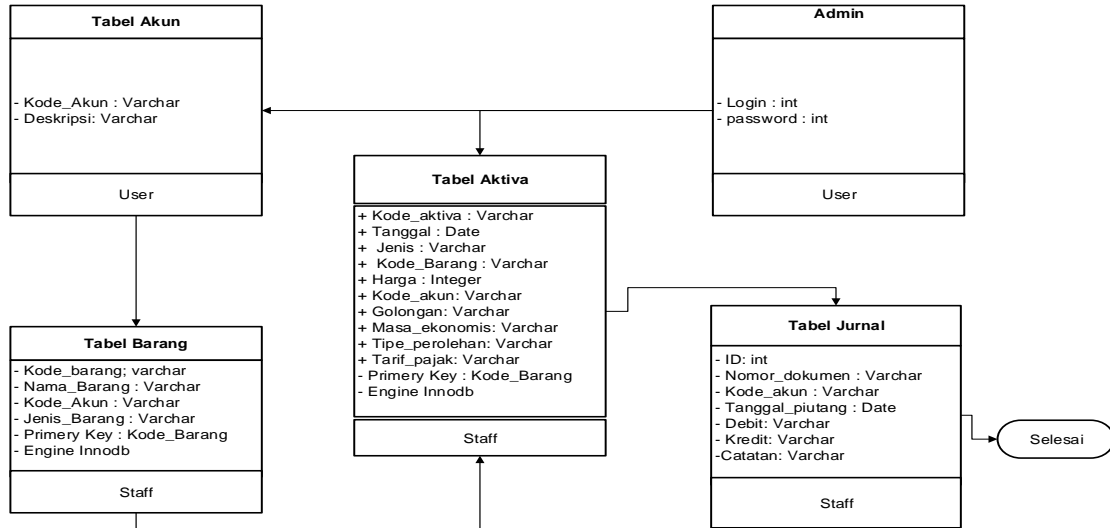 Tabel Akun
- Kode_Akun : Varchar
- Deskripsi: Varchar
User
Admin
- Login : int
- password : int
User
Tabel Aktiva
+ Kode_aktiva : Varchar
+ Tanggal : Date
+ Jenis : Varchar
+ Kode_Barang : Varchar
+ Harga : Integer
+ Kode_akun: Varchar
+ Golongan: Varchar
+ Masa_ekonomis: Varchar
+ Tipe_perolehan: Varchar
+ Tarif_pajak: Varchar
- Primery Key : Kode_Barang
- Engine Innodb
Staff
Tabel Barang
- Kode_barang; varchar
- Nama_Barang : Varchar
- Kode_Akun : Varchar
- Jenis_Barang : Varchar
- Primery Key : Kode_Barang
- Engine Innodb
Staff
Tabel Jurnal
- ID: int
- Nomor_dokumen : Varchar
- Kode_akun : Varchar
- Tanggal_piutang : Date
- Debit: Varchar
- Kredit: Varchar
-Catatan: Varchar
Staff
Selesai